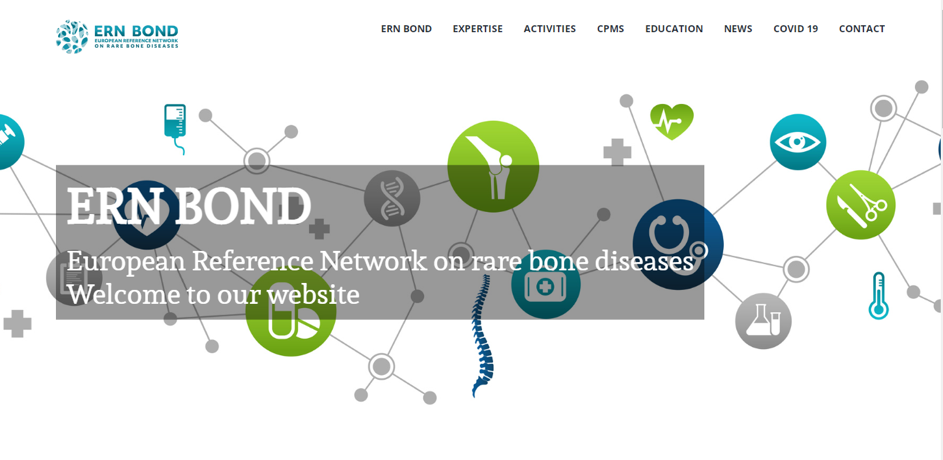 ERN BOND
EUROPEAN REFERENCE NETWORK
ON RARE BONE DISEASES
ERN BOND EXPERTISE ACTIVITIES CPMS EDUCATION NEWS COVID 19 CONTACT
ERN BOND
European Reference Network on rare bone diseases
Welcome to our website